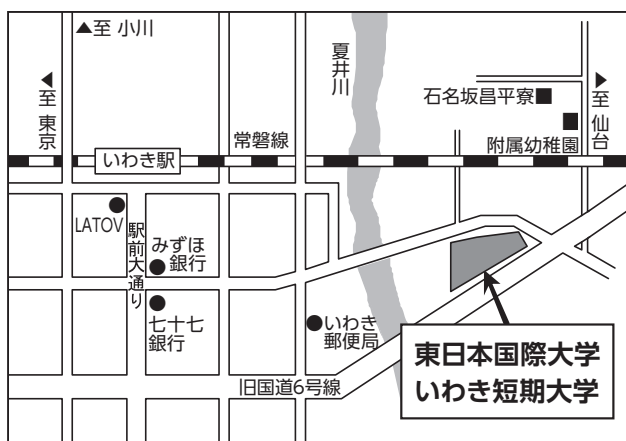 ▲至 小川
夏井川
◀至 東京
石名坂昌平寮■
▶至 仙台
附属幼稚園
常磐線
いわき駅
LATOV
駅前大通り
みずほ
銀行
七十七
銀行
いわき
郵便局
旧国道6号線
東日本国際大学
いわき短期大学